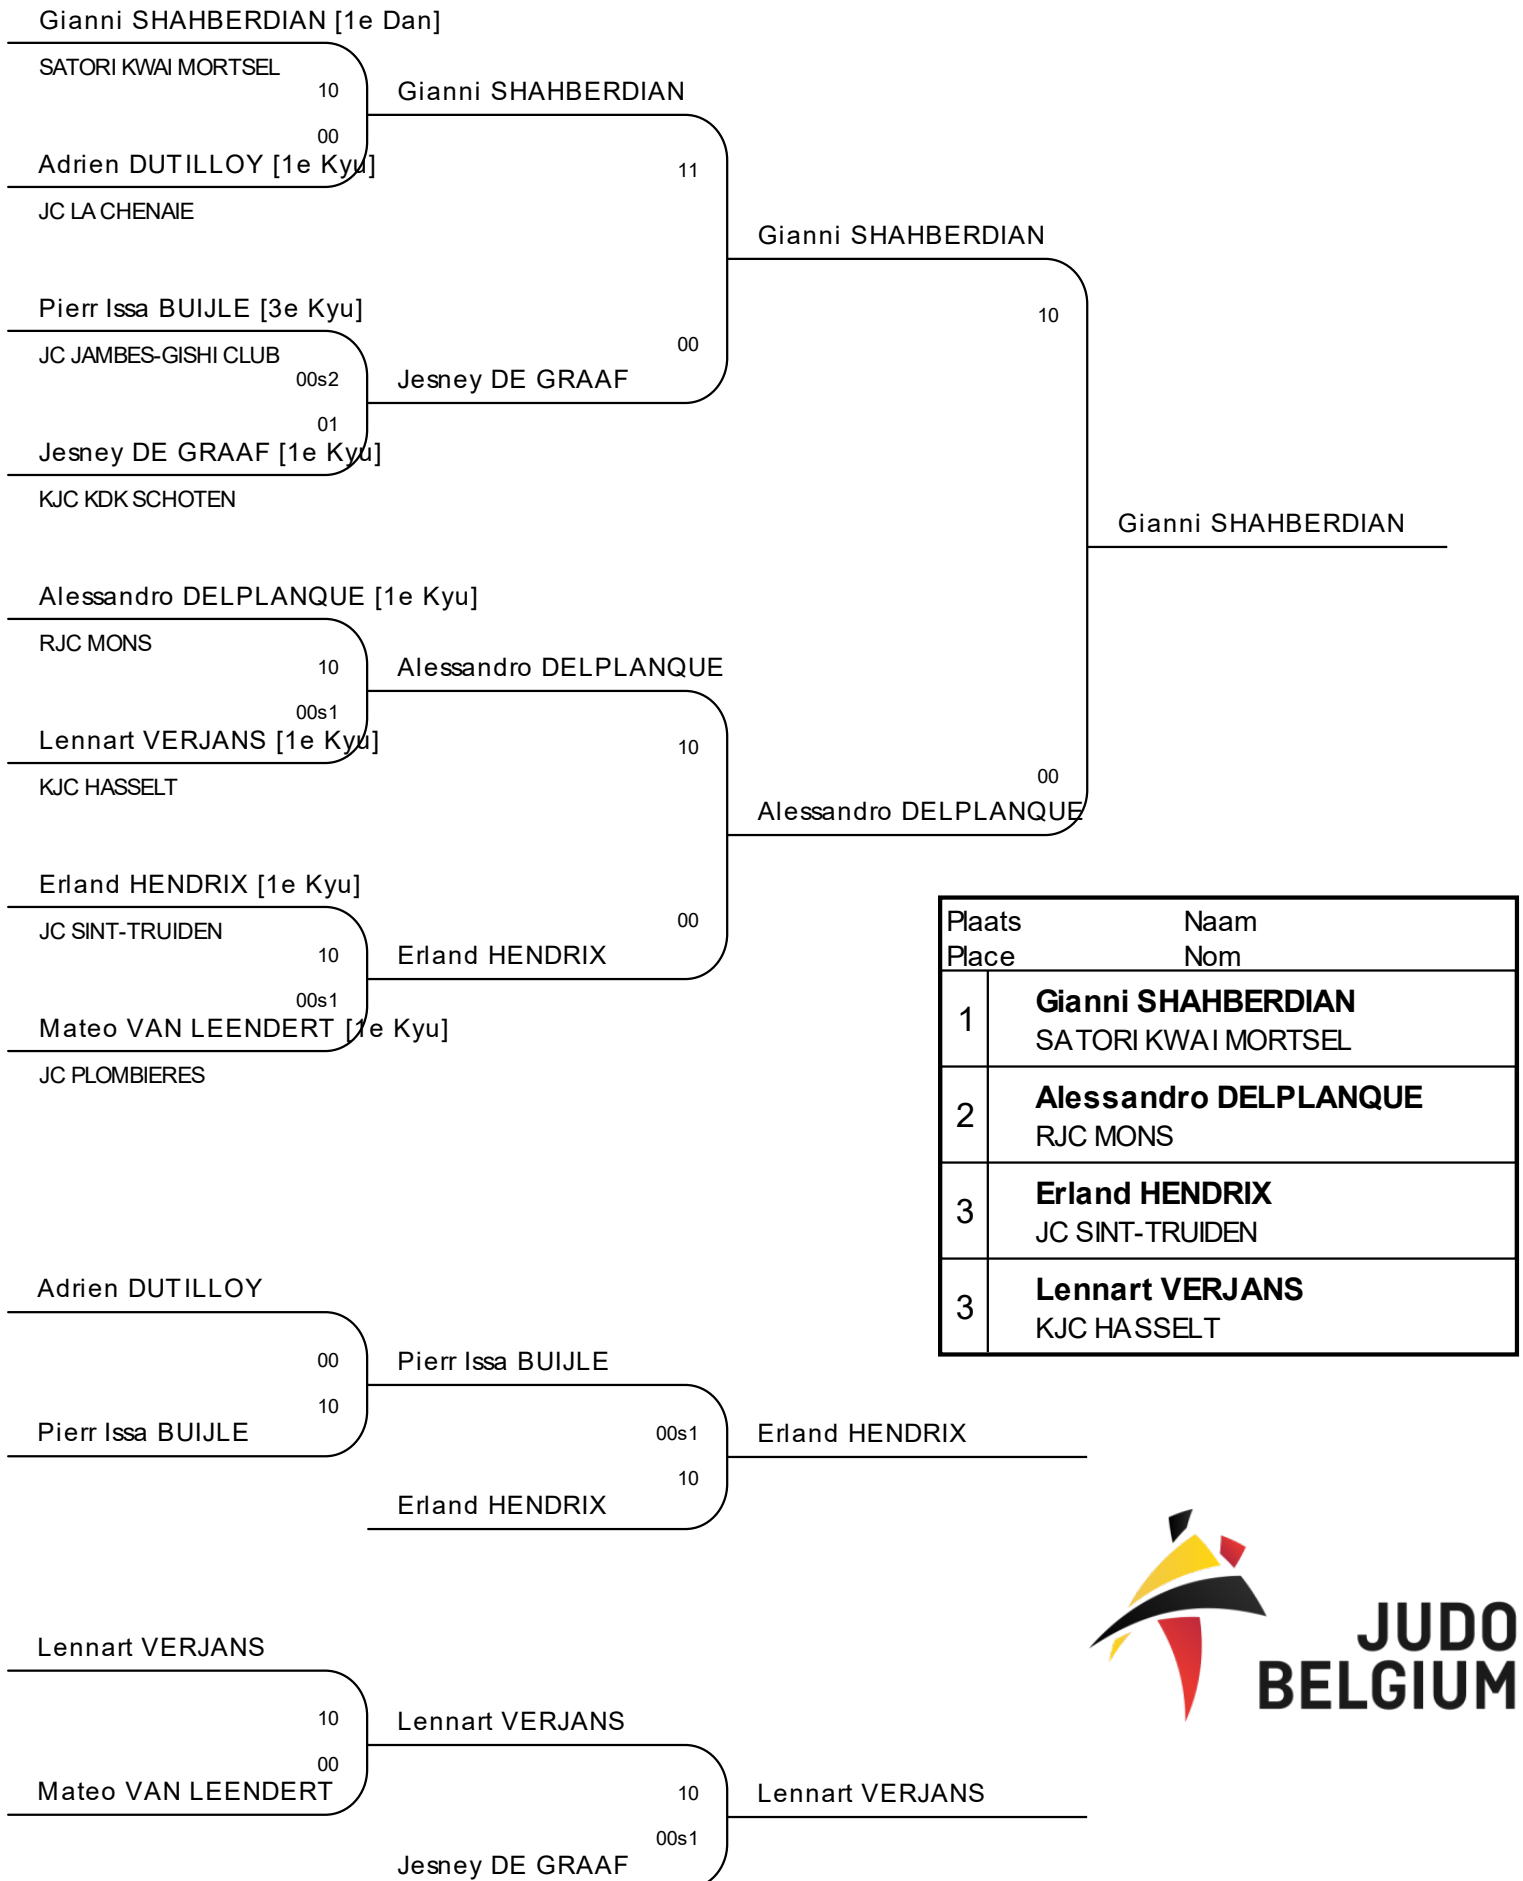 Gianni SHAHBERDIAN [1e Dan]
SATORI KWAI MORTSEL
10
Gianni SHAHBERDIAN
00
Adrien DUTILLOY [1e Kyu]
11
JC LA CHENAIE
Gianni SHAHBERDIAN
Pierr Issa BUIJLE [3e Kyu]
10
JC JAMBES-GISHI CLUB
00
00s2
Jesney DE GRAAF
01
Jesney DE GRAAF [1e Kyu]
KJC KDK SCHOTEN
Gianni SHAHBERDIAN
Alessandro DELPLANQUE [1e Kyu]
RJC MONS
10
Alessandro DELPLANQUE
00s1
Lennart VERJANS [1e Kyu]
10
KJC HASSELT
00
Alessandro DELPLANQUE
Erland HENDRIX [1e Kyu]
JC SINT-TRUIDEN
00
10
Erland HENDRIX
00s1
Mateo VAN LEENDERT [1e Kyu]
JC PLOMBIERES
Plaats Naam
Place Nom
1 Gianni SHAHBERDIAN
SATORI KWAI MORTSEL
2 Alessandro DELPLANQUE
RJC MONS
3 Erland HENDRIX
JC SINT-TRUIDEN
3 Lennart VERJANS
KJC HASSELT
Adrien DUTILLOY
00
Pierr Issa BUIJLE
10
Pierr Issa BUIJLE
00s1
Erland HENDRIX
10
Erland HENDRIX
Lennart VERJANS
10
Lennart VERJANS
00
Mateo VAN LEENDERT
10
Lennart VERJANS
00s1
Jesney DE GRAAF
JUDO
BELGIUM